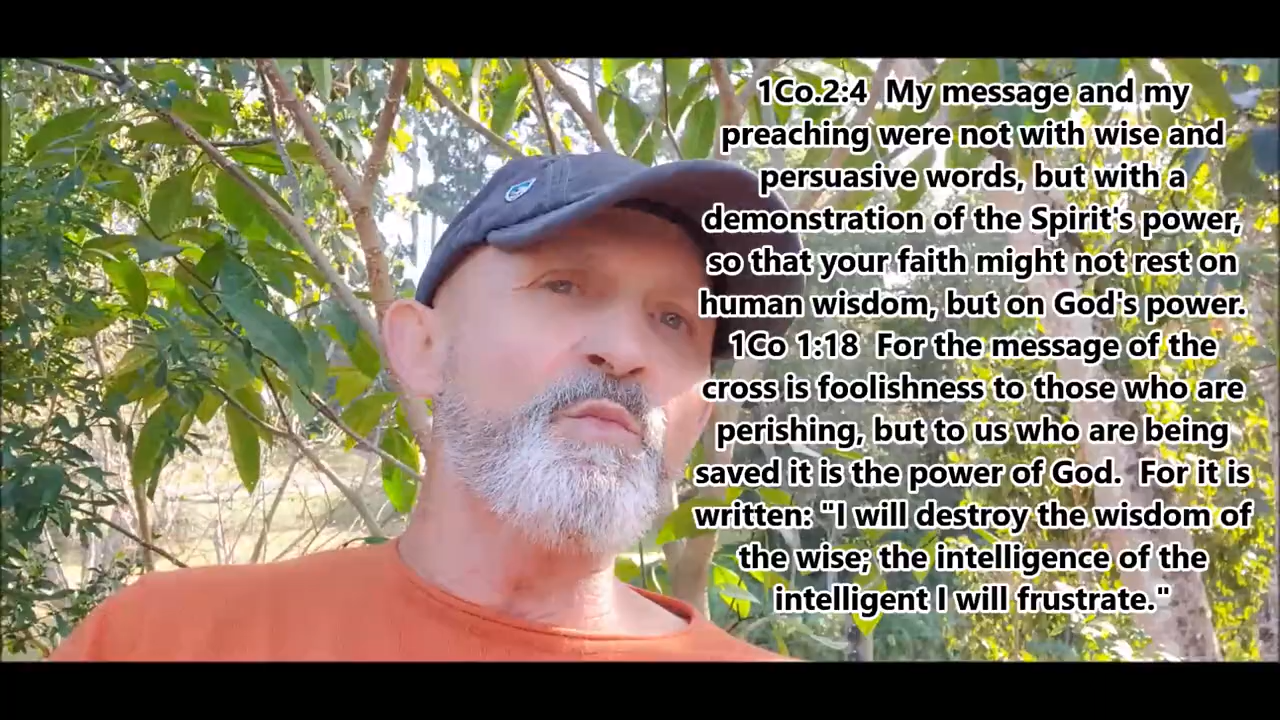 1Co.2:4  My message and my
preaching were not with wise and
persuasive words, but with a
demonstration of the Spirit's power,
so that your faith might not rest on
human wisdom, but on God's power.
1Co 1:18  For the message of the
cross is foolishness to those who are
perishing, but to us who are being
saved it is the power of God.  For it is
written: "I will destroy the wisdom of
the wise; the intelligence of the
intelligent I will frustrate."